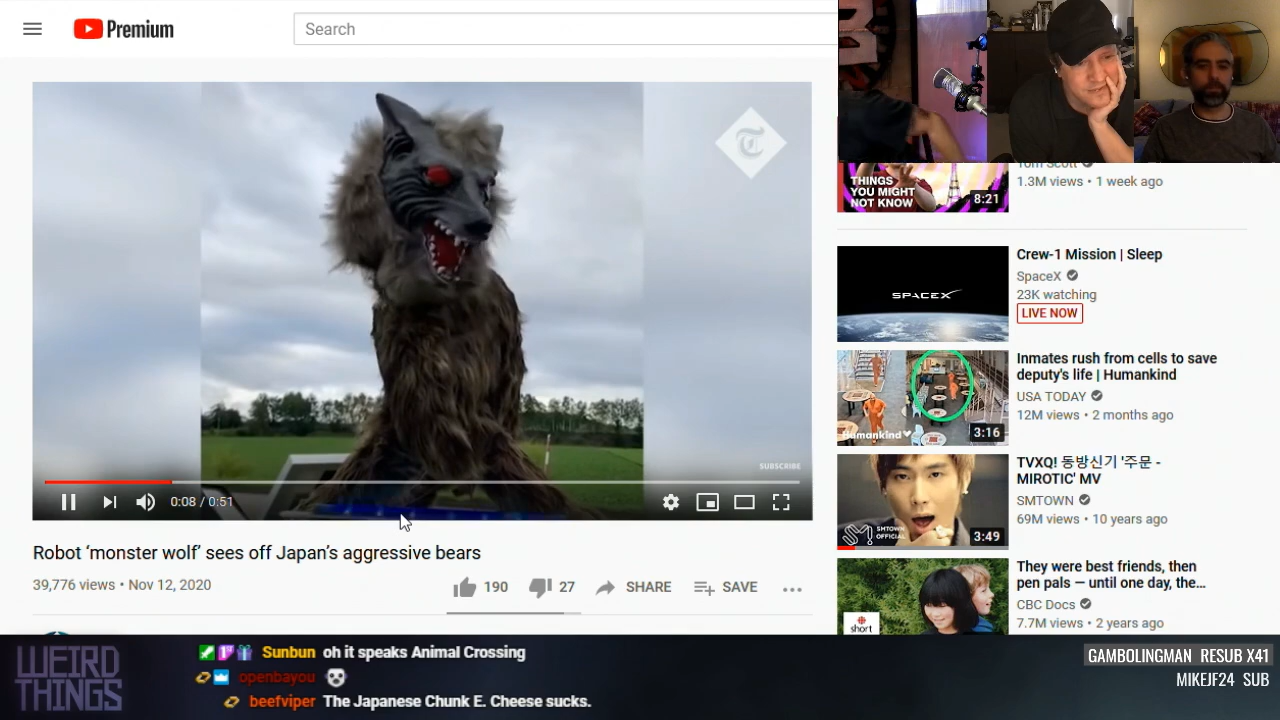 Premium
Search
T
SUBSCRIBE
0:08 / 0:51
Robot ‘monster wolf’ sees off Japan’s aggressive bears
39,776 views • Nov 12, 2020
190
27
SHARE
SAVE
THINGS
YOU MIGHT
NOT KNOW
8:21
Tom Scott
1.3M views • 1 week ago
SPACEX
Crew-1 Mission | Sleep
SpaceX
23K watching
LIVE NOW
Humankind
3:16
Inmates rush from cells to save
deputy's life | Humankind
USA TODAY
12M views • 2 months ago
SMTOWN
OFFICIAL
3:49
TVXQ! 동방신기 '주문 -
MIROTIC' MV
SMTOWN
69M views • 10 years ago
short
They were best friends, then
pen pals — until one day, the...
CBC Docs
7.7M views • 2 years ago
WEIRD
THINGS
Sunbun oh it speaks Animal Crossing
openbayou
beefviper The Japanese Chunk E. Cheese sucks.
GAMBOLINGMAN RESUB X41
MIKEJF24 SUB